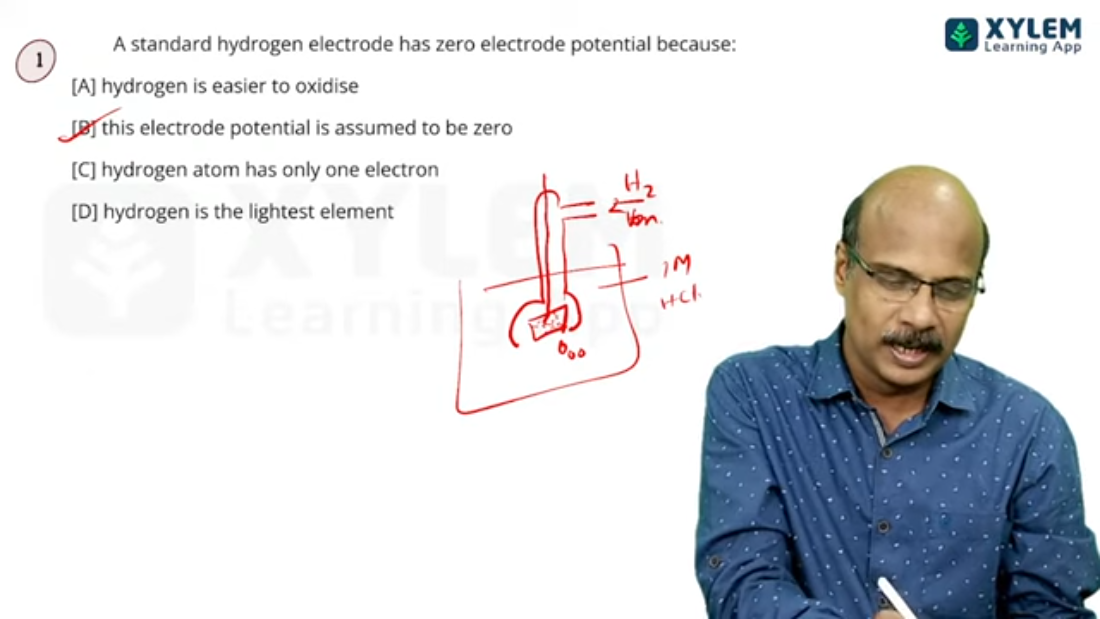 XYLEM
Learning App
1
A standard hydrogen electrode has zero electrode potential because:
[A] hydrogen is easier to oxidise
[B] this electrode potential is assumed to be zero
[C] hydrogen atom has only one electron
[D] hydrogen is the lightest element
H2
1M
HCl
XYLEM
Learning App